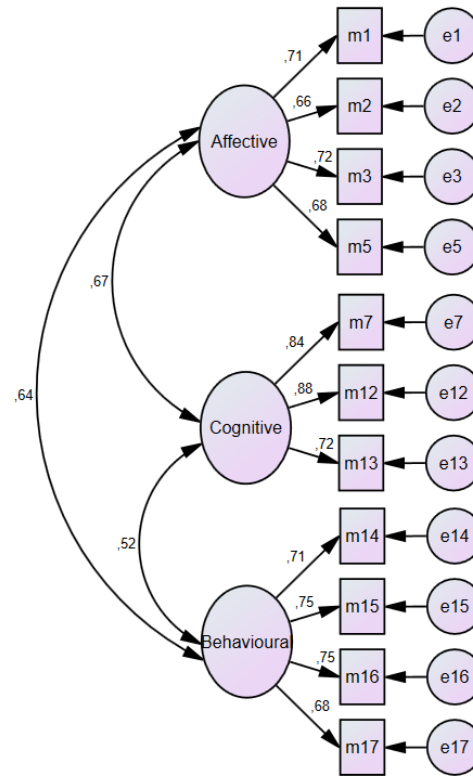 m1 e1
,71
m2 e2
,66
Affective
m3 e3
,72
m5 e5
,68
,67
m7 e7
,84
,64
m12 e12
,88
Cognitive
m13 e13
,72
m14 e14
,52
,71
m15 e15
,75
Behavioural
m16 e16
,75
m17 e17
,68